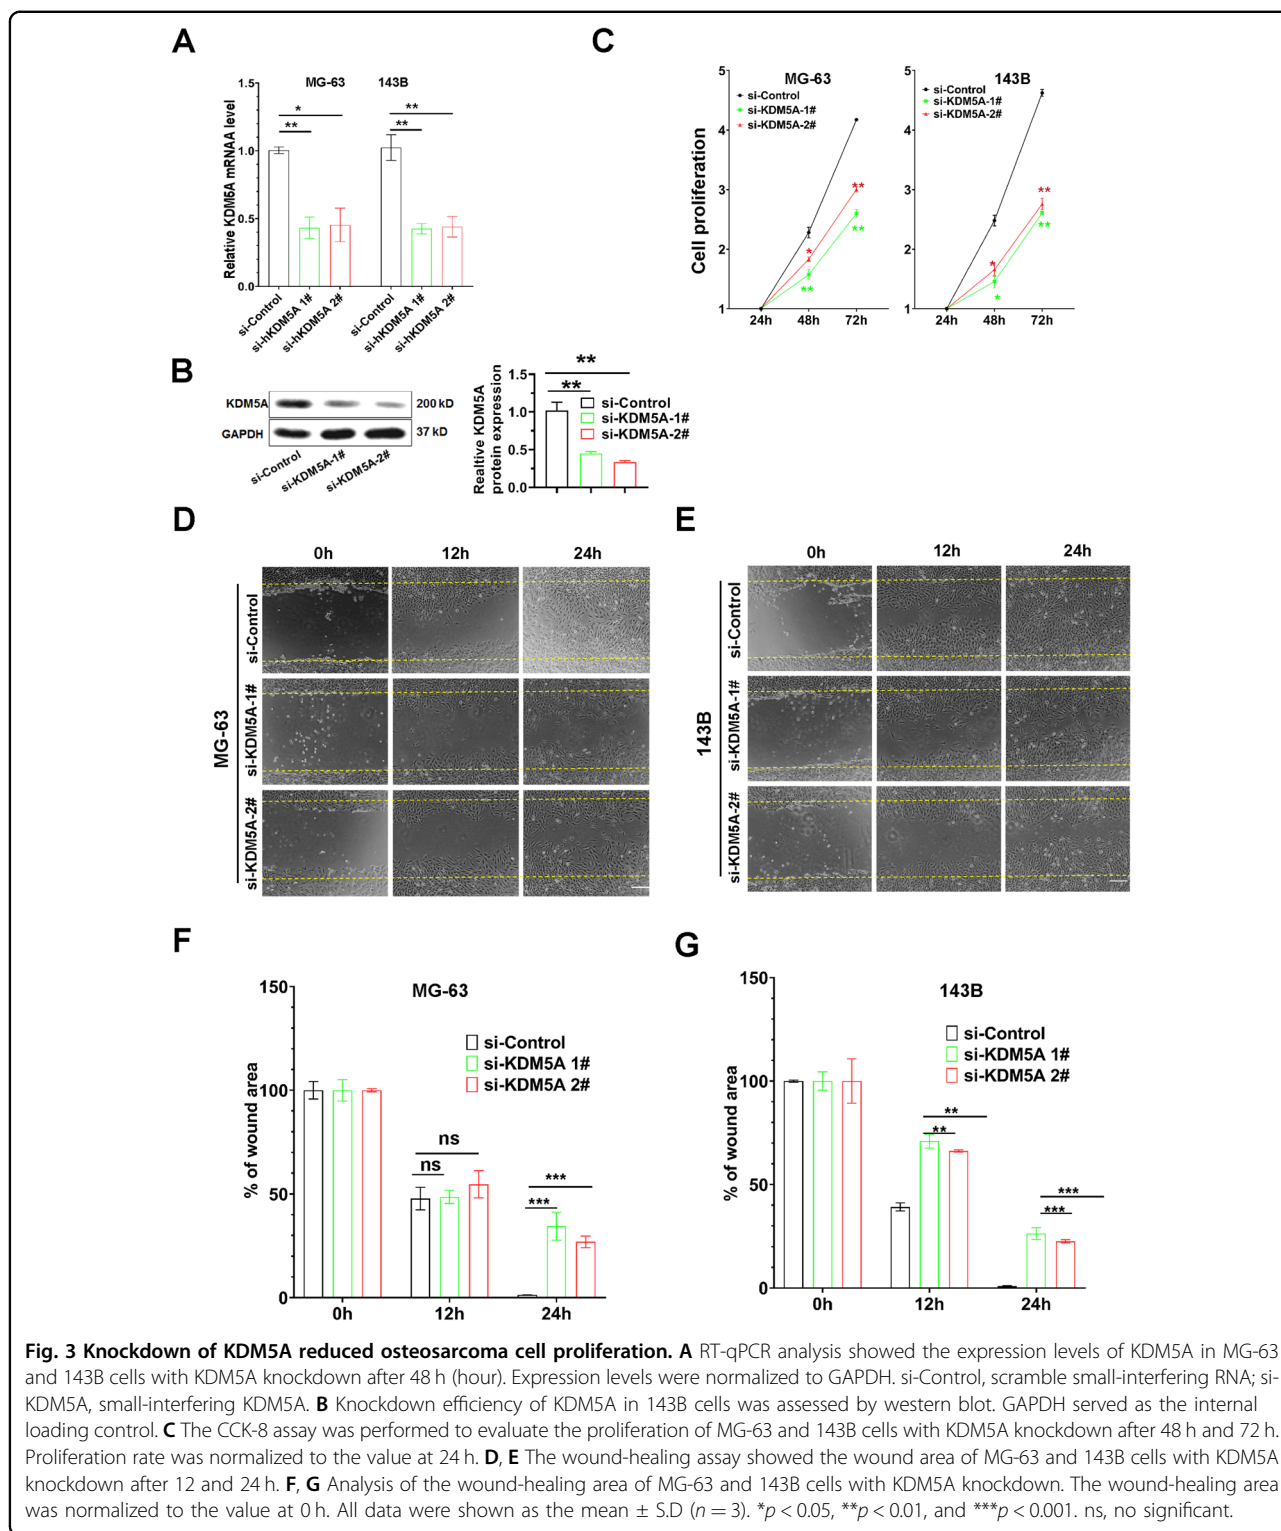 A
MG-63
143B
Relative KDM5A mRNAA level
1.5
1.0
0.5
0.0
*
**
**
**
si-Control
si-hKDM5A 1#
si-hKDM5A 2#
si-Control
si-hKDM5A 1#
si-hKDM5A 2#
B
KDM5A
200 kD
GAPDH
37 kD
si-Control
si-KDM5A-1#
si-KDM5A-2#
Realtive KDM5A
protein expression
1.5
1.0
0.5
0.0
**
**
si-Control
si-KDM5A-1#
si-KDM5A-2#
C
Cell proliferation
MG-63
si-Control
si-KDM5A-1#
si-KDM5A-2#
5
4
3
2
1
*
**
**
**
24h
48h
72h
143B
si-Control
si-KDM5A-1#
si-KDM5A-2#
5
4
3
2
1
*
*
**
**
24h
48h
72h
D
0h
12h
24h
MG-63
si-Control
si-KDM5A-1#
si-KDM5A-2#
E
0h
12h
24h
143B
si-Control
si-KDM5A-1#
si-KDM5A-2#
F
MG-63
% of wound area
150
100
50
0
si-Control
si-KDM5A 1#
si-KDM5A 2#
ns
ns
***
***
0h
12h
24h
G
143B
% of wound area
150
100
50
0
si-Control
si-KDM5A 1#
si-KDM5A 2#
**
**
***
***
0h
12h
24h
Fig. 3 Knockdown of KDM5A reduced osteosarcoma cell proliferation. A RT-qPCR analysis showed the expression levels of KDM5A in MG-63
and 143B cells with KDM5A knockdown after 48 h (hour). Expression levels were normalized to GAPDH. si-Control, scramble small-interfering RNA; si-
KDM5A, small-interfering KDM5A. B Knockdown efficiency of KDM5A in 143B cells was assessed by western blot. GAPDH served as the internal
loading control. C The CCK-8 assay was performed to evaluate the proliferation of MG-63 and 143B cells with KDM5A knockdown after 48 h and 72 h.
Proliferation rate was normalized to the value at 24 h. D, E The wound-healing assay showed the wound area of MG-63 and 143B cells with KDM5A
knockdown after 12 and 24 h. F, G Analysis of the wound-healing area of MG-63 and 143B cells with KDM5A knockdown. The wound-healing area
was normalized to the value at 0 h. All data were shown as the mean ± S.D (n = 3). *p < 0.05, **p < 0.01, and ***p < 0.001. ns, no significant.